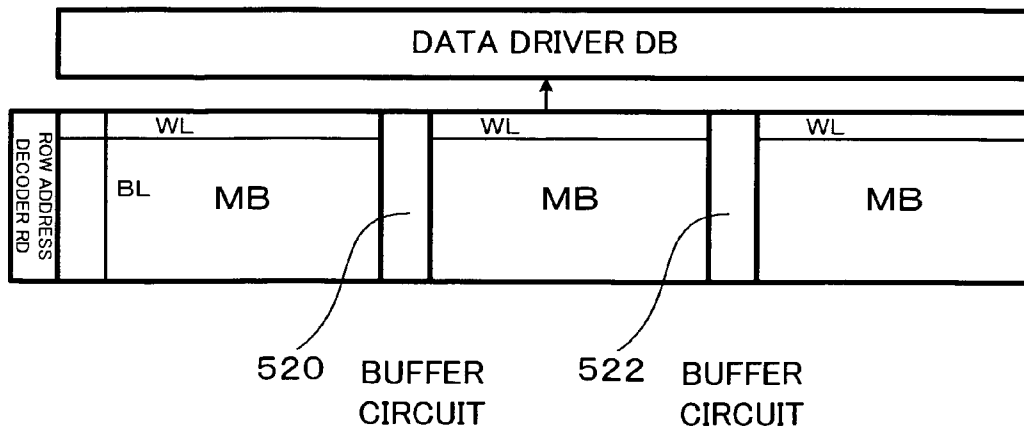 DATA DRIVER DB
ROW ADDRESS
DECODER RD
WL
BL
MB
WL
MB
WL
MB
520
BUFFER
CIRCUIT
522
BUFFER
CIRCUIT